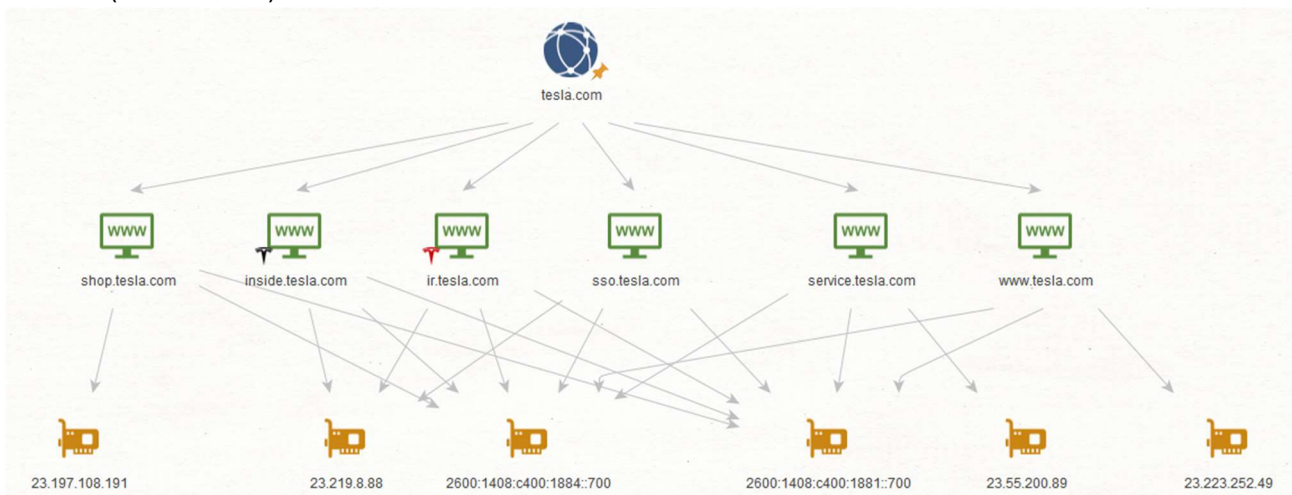 tesla.com
WWW
WWW
WWW
WWW
WWW
WWW
shop.tesla.com
inside.tesla.com
ir.tesla.com
sso.tesla.com
service.tesla.com
www.tesla.com
23.197.108.191
23.219.8.88
2600:1408:c400:1884::700
2600:1408:c400:1881::700
23.55.200.89
23.223.252.49